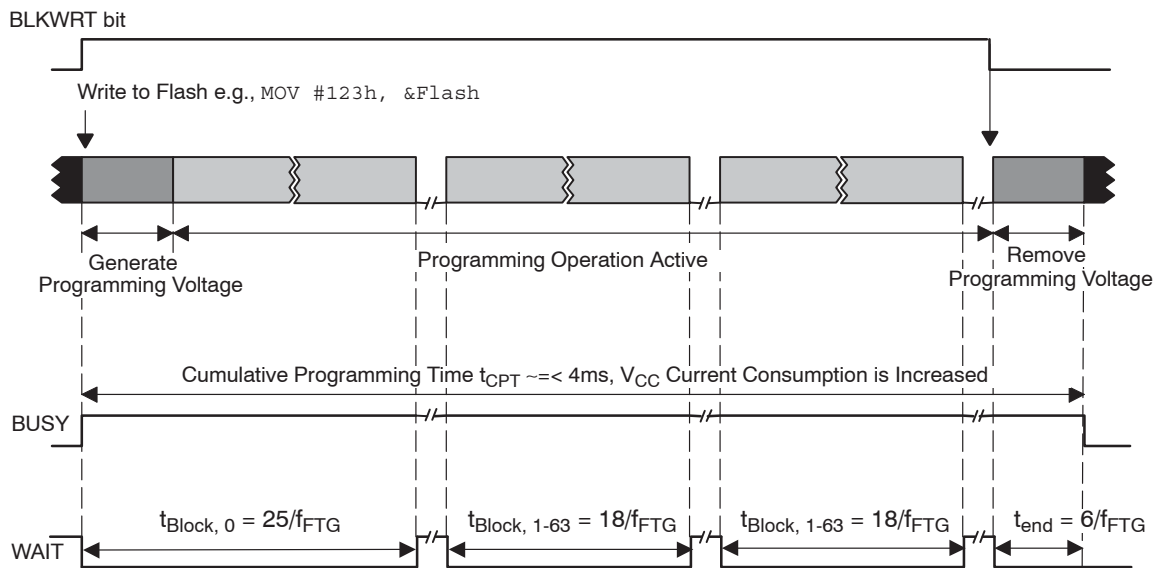 BLKWRT bit
Write to Flash e.g., MOV #123h, &Flash
Generate
Programming Voltage
Programming Operation Active
Remove
Programming Voltage
Cumulative Programming Time tCPT ~=< 4ms, VCC Current Consumption is Increased
BUSY
tBlock, 0 = 25/fFTG
tBlock, 1-63 = 18/fFTG
tBlock, 1-63 = 18/fFTG
tend = 6/fFTG
WAIT